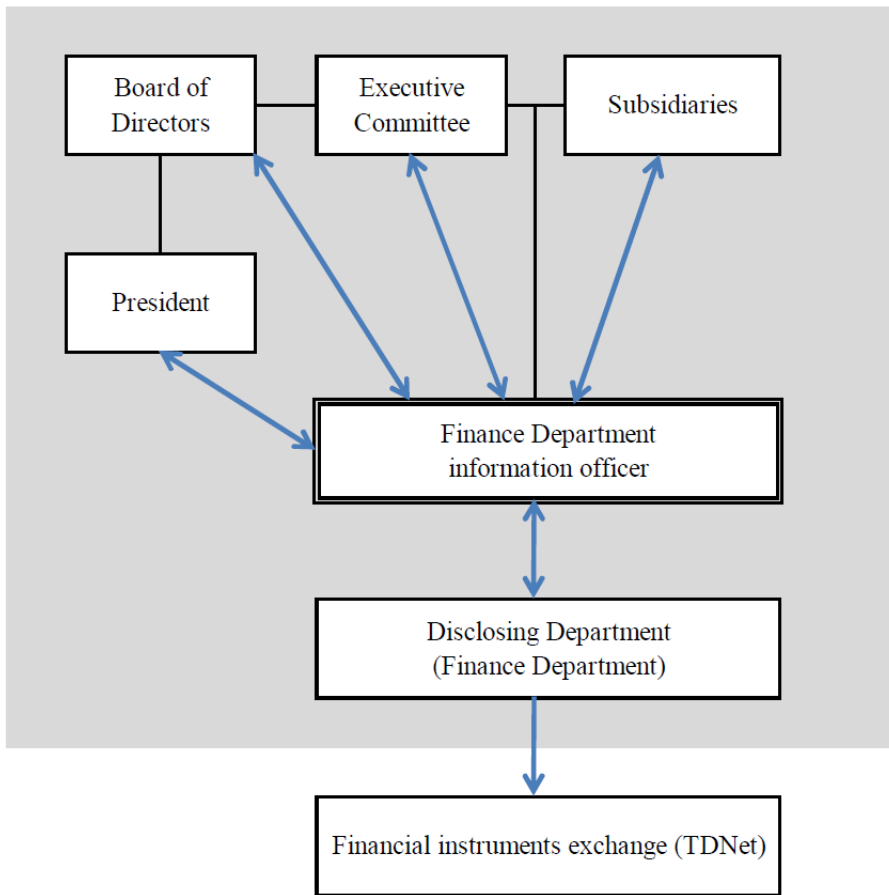 Board of
Directors
Executive
Committee
Subsidiaries
President
Finance Department
information officer
Disclosing Department
(Finance Department)
Financial instruments exchange (TDNet)